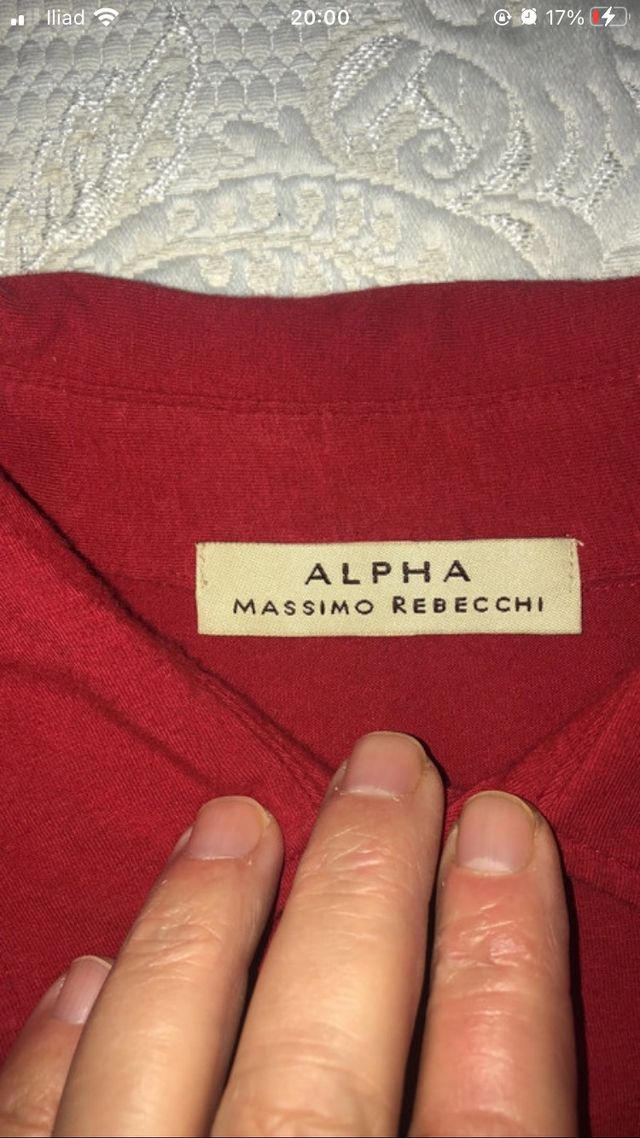 Iliad 20:00 17%
ALPHA
MASSIMO REBECCHI